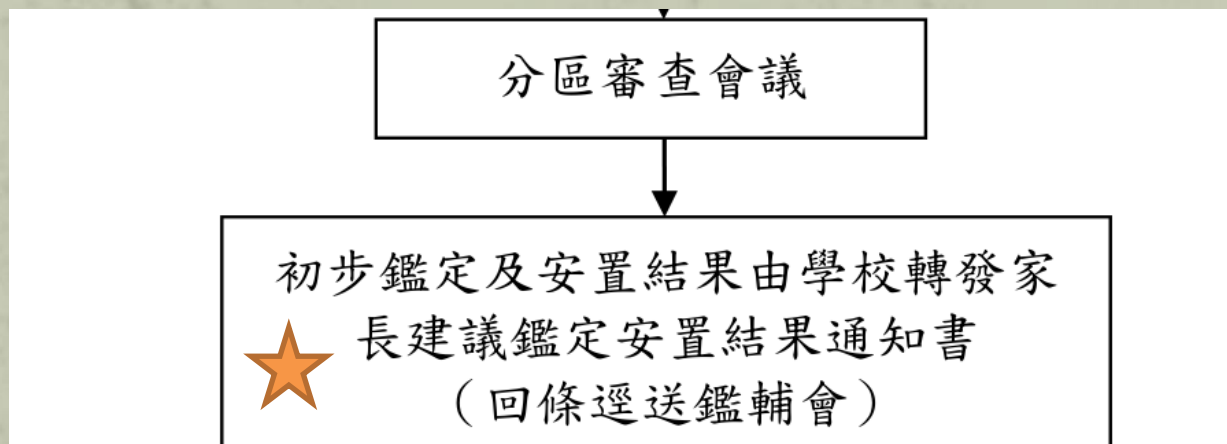 分區審查會議
初步鑑定及安置結果由學校轉發家
長建議鑑定安置結果通知書
（回條逕送鑑輔會）